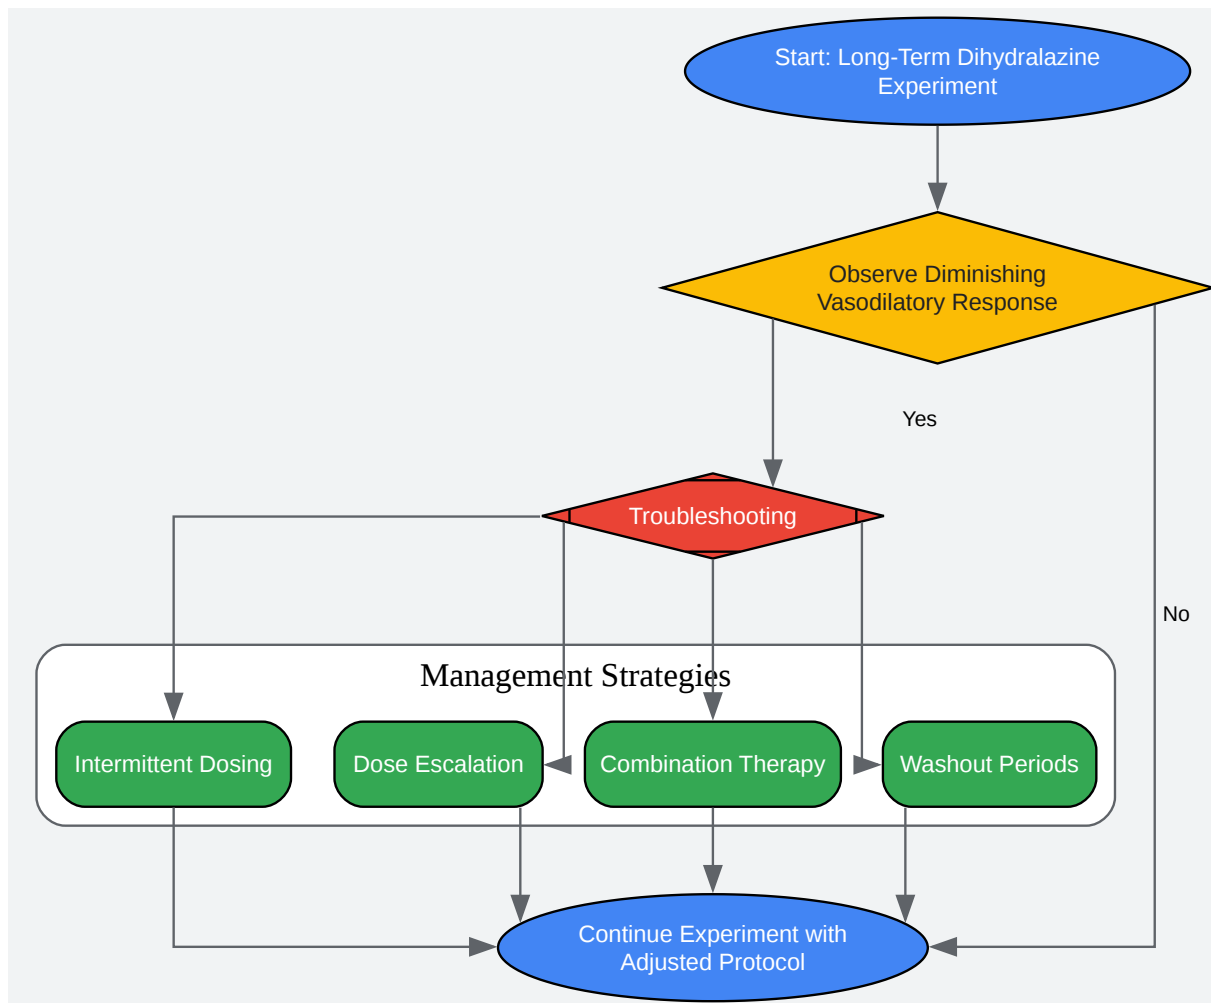 Start: Long-Term Dihydralazine
Experiment
Observe Diminishing
Vasodilatory Response
Yes
Troubleshooting
No
Management Strategies
Intermittent Dosing
Dose Escalation
Combination Therapy
Washout Periods
Continue Experiment with
Adjusted Protocol